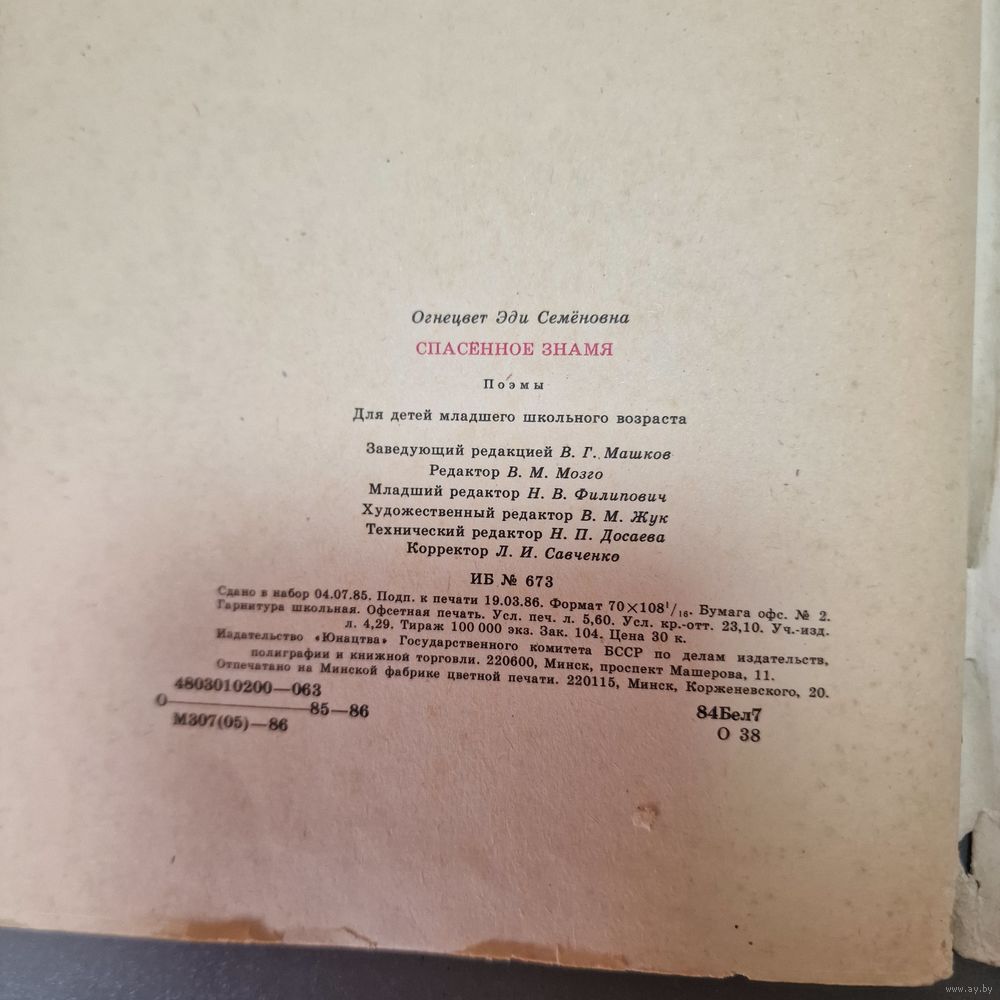 Огнецвет Эди Семёновна
СПАСЁННОЕ ЗНАМЯ
Поэмы
Для детей младшего школьного возраста
Заведующий редакцией В. Г. Машков
Редактор В. М. Мозго
Младший редактор Н. В. Филипович
Художественный редактор В. М. Жук
Технический редактор Н. П. Досаева
Корректор Л. И. Савченко
ИБ № 673
Сдано в набор 04.07.85. Подп. к печати 19.03.86. Формат 70×108¹/₁₆. Бумага офс. № 2.
Гарнитура школьная. Офсетная печать. Усл. печ. л. 5,60. Усл. кр.-отт. 23,10. Уч.-изд.
л. 4,29. Тираж 100 000 экз. Зак. 104. Цена 30 к.
Издательство «Юнацтва» Государственного комитета БССР по делам издательств,
полиграфии и книжной торговли. 220600, Минск, проспект Машерова, 11.
Отпечатано на Минской фабрике цветной печати. 220115, Минск, Корженевского, 20.
4803010200—063
О 85—86
М307(05)—86
84Бел7
О 38
www.ay.by